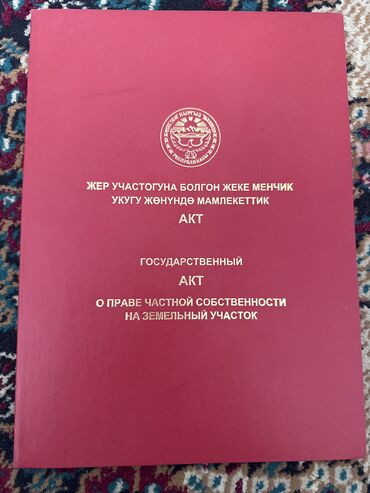 ЖЕР УЧАСТОГУНА БОЛГОН ЖЕКЕ МЕНЧИК
УКУГУ ЖӨНҮНДӨ МАМЛЕКЕТТИК
АКТ
ГОСУДАРСТВЕННЫЙ
АКТ
О ПРАВЕ ЧАСТНОЙ СОБСТВЕННОСТИ
НА ЗЕМЕЛЬНЫЙ УЧАСТОК